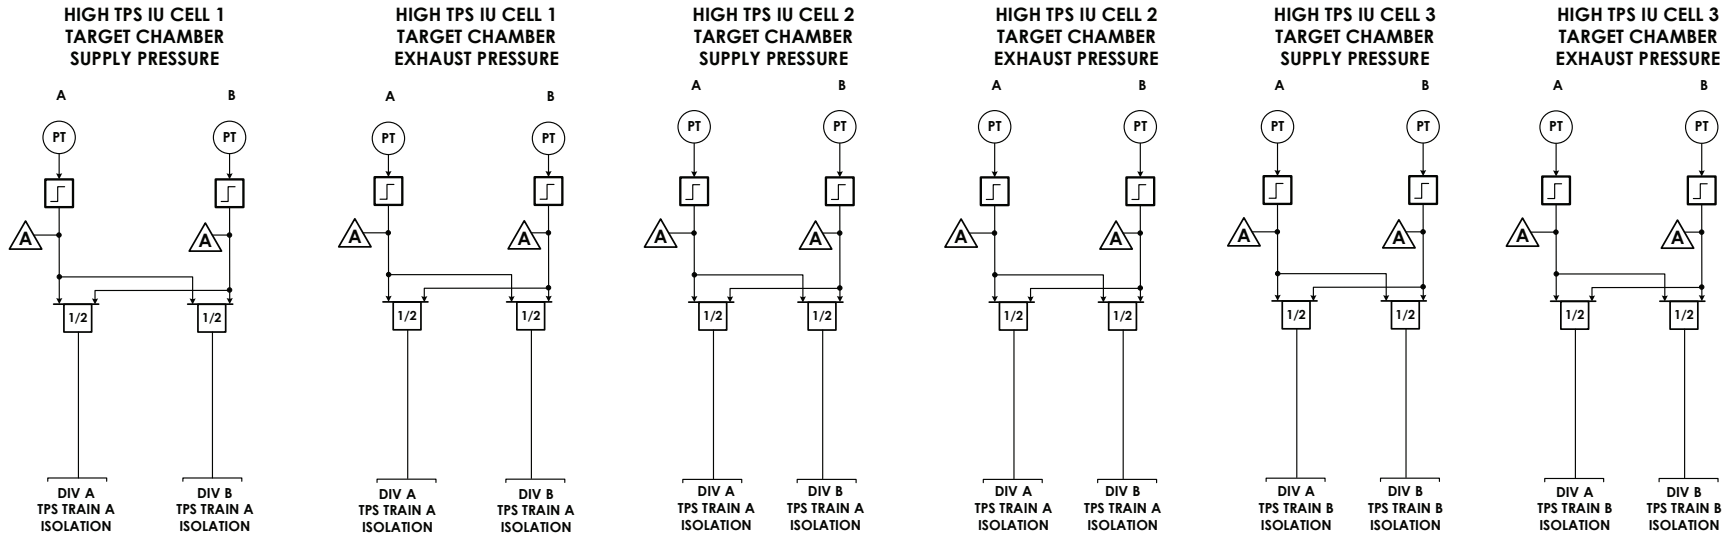 HIGH TPS IU CELL 1
TARGET CHAMBER
SUPPLY PRESSURE
A B
PT PT
A A
1/2 1/2
DIV A
TPS TRAIN A
ISOLATION
DIV B
TPS TRAIN A
ISOLATION
HIGH TPS IU CELL 1
TARGET CHAMBER
EXHAUST PRESSURE
A B
PT PT
A A
1/2 1/2
DIV A
TPS TRAIN A
ISOLATION
DIV B
TPS TRAIN A
ISOLATION
HIGH TPS IU CELL 2
TARGET CHAMBER
SUPPLY PRESSURE
A B
PT PT
A A
1/2 1/2
DIV A
TPS TRAIN A
ISOLATION
DIV B
TPS TRAIN A
ISOLATION
HIGH TPS IU CELL 2
TARGET CHAMBER
EXHAUST PRESSURE
A B
PT PT
A A
1/2 1/2
DIV A
TPS TRAIN A
ISOLATION
DIV B
TPS TRAIN A
ISOLATION
HIGH TPS IU CELL 3
TARGET CHAMBER
SUPPLY PRESSURE
A B
PT PT
A A
1/2 1/2
DIV A
TPS TRAIN B
ISOLATION
DIV B
TPS TRAIN B
ISOLATION
HIGH TPS IU CELL 3
TARGET CHAMBER
EXHAUST PRESSURE
A B
PT PT
A A
1/2 1/2
DIV A
TPS TRAIN B
ISOLATION
DIV B
TPS TRAIN B
ISOLATION